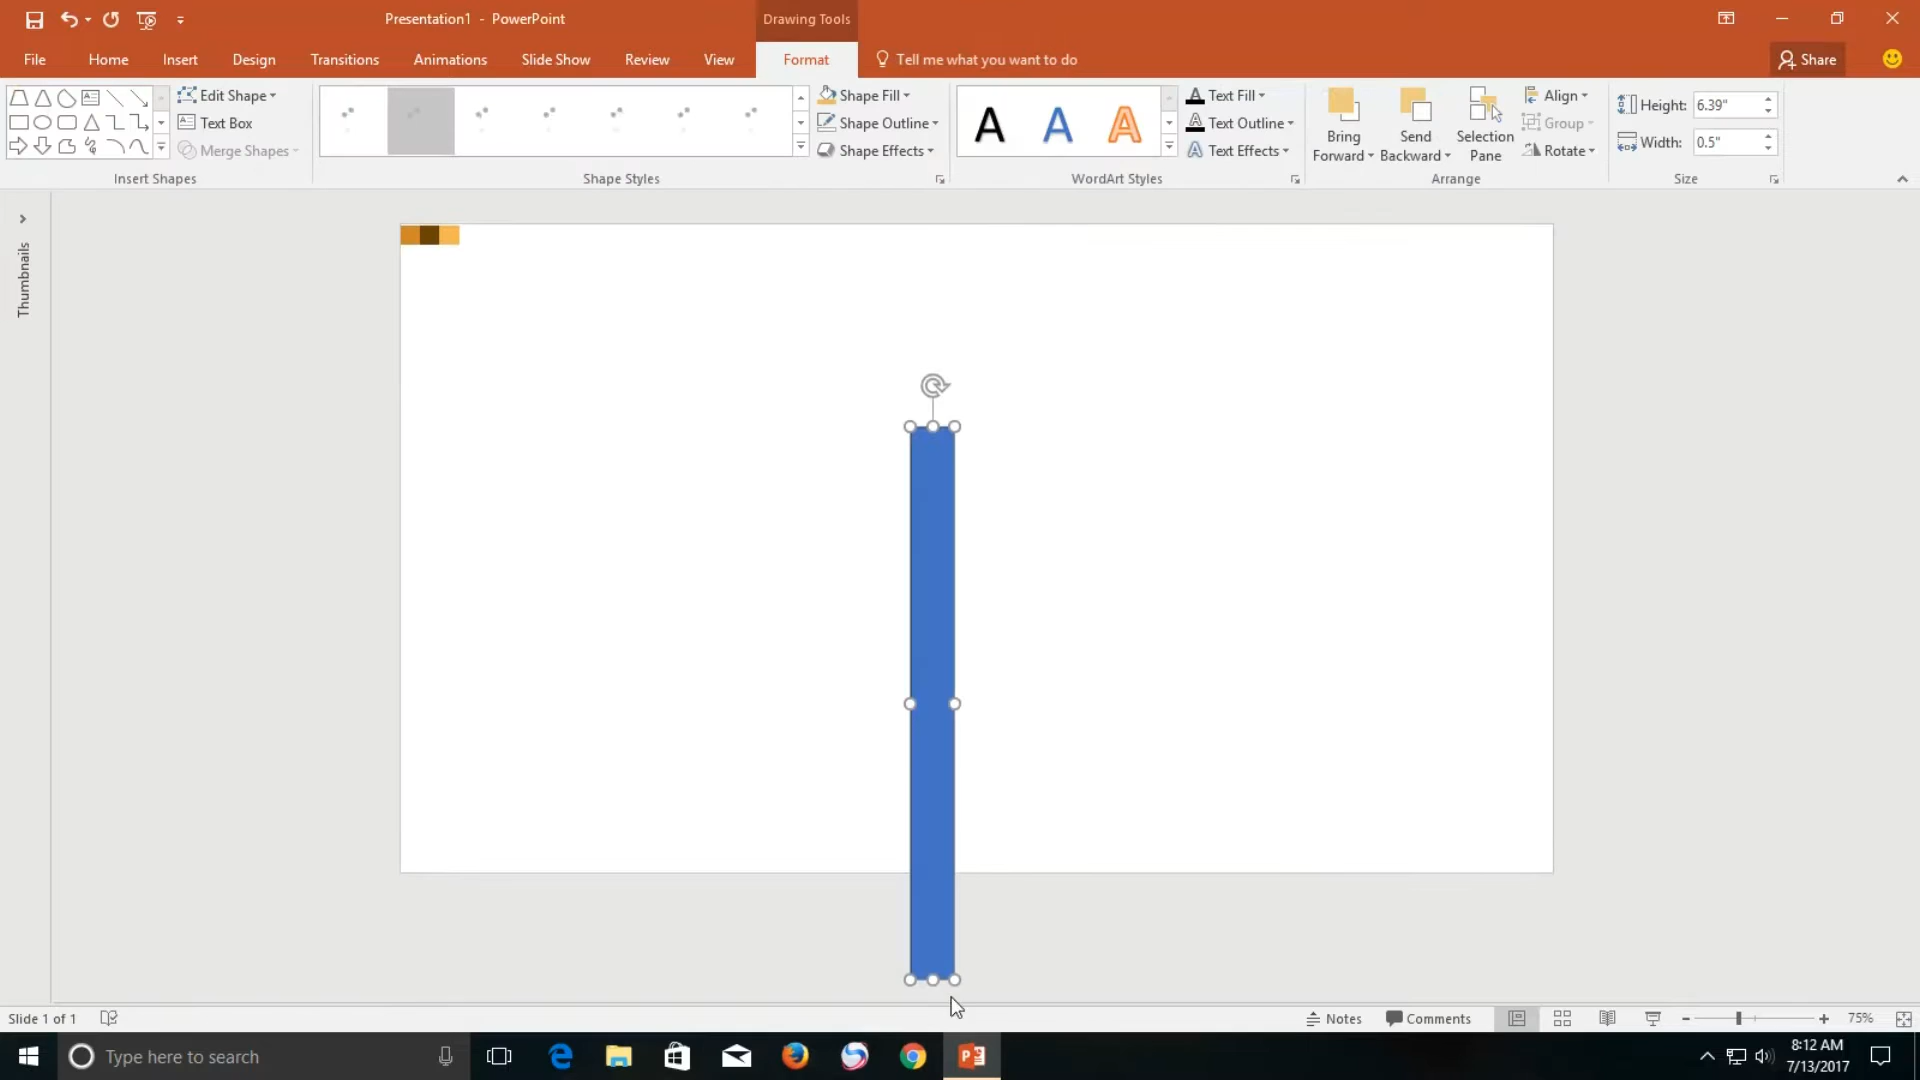 Presentation1 - PowerPoint
Drawing Tools
File Home Insert Design Transitions Animations Slide Show Review View Format Tell me what you want to do Share
Edit Shape
Text Box
Merge Shapes
Insert Shapes
Shape Fill
Shape Outline
Shape Effects
Shape Styles
A A A
Text Fill
Text Outline
Text Effects
WordArt Styles
Bring
Forward
Send
Backward
Selection
Pane
Align
Group
Rotate
Arrange
Height: 6.39"
Width: 0.5"
Size
Thumbnails
Slide 1 of 1
Notes
Comments
75%
Type here to search
8:12 AM
7/13/2017